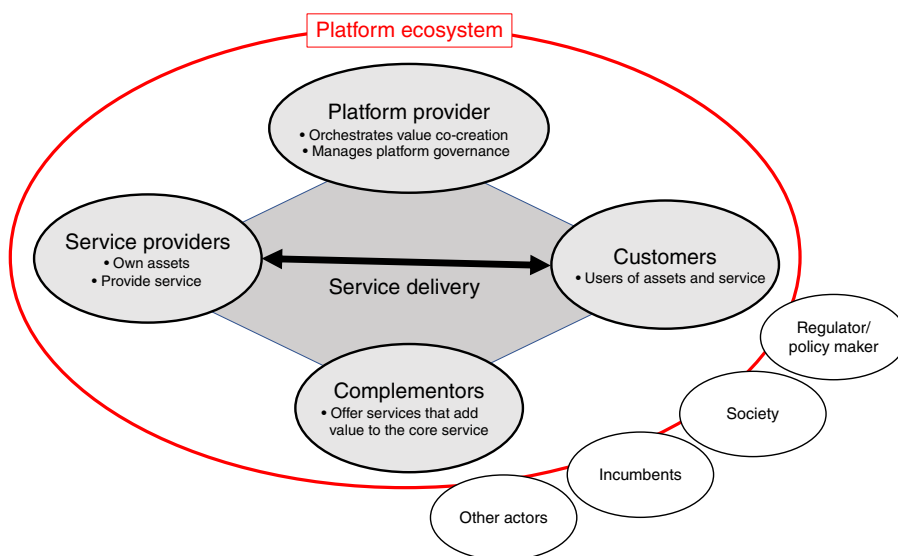 Platform ecosystem
Platform provider
• Orchestrates value co-creation
• Manages platform governance
Service providers
• Own assets
• Provide service
Service delivery
Customers
• Users of assets and service
Complementors
• Offer services that add
value to the core service
Regulator/
policy maker
Society
Incumbents
Other actors